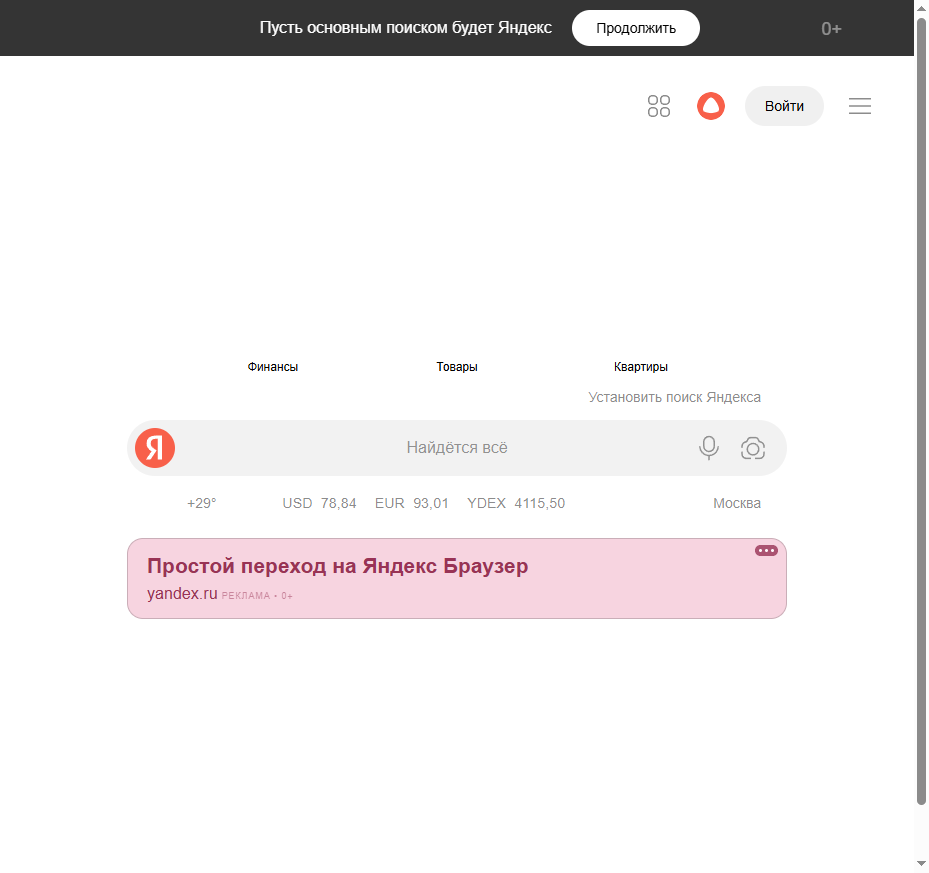 Пусть основным поиском будет Яндекс Продолжить 0+
Войти
Финансы Товары Квартиры
Установить поиск Яндекса
Я Найдётся всё
+29° USD 78,84 EUR 93,01 YDEX 4115,50 Москва
Простой переход на Яндекс Браузер
yandex.ru РЕКЛАМА • 0+